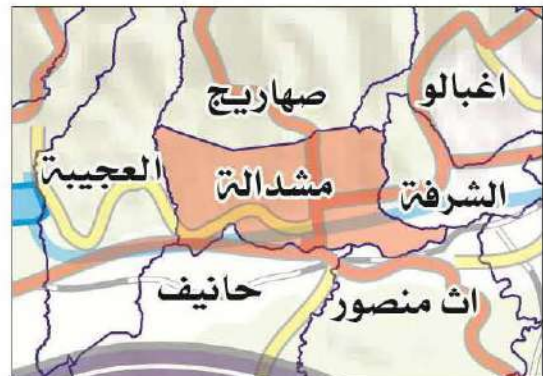 اغبالو
صهاريج
العجيبة
مشدالة
الشرفة
حانيف
اث منصور